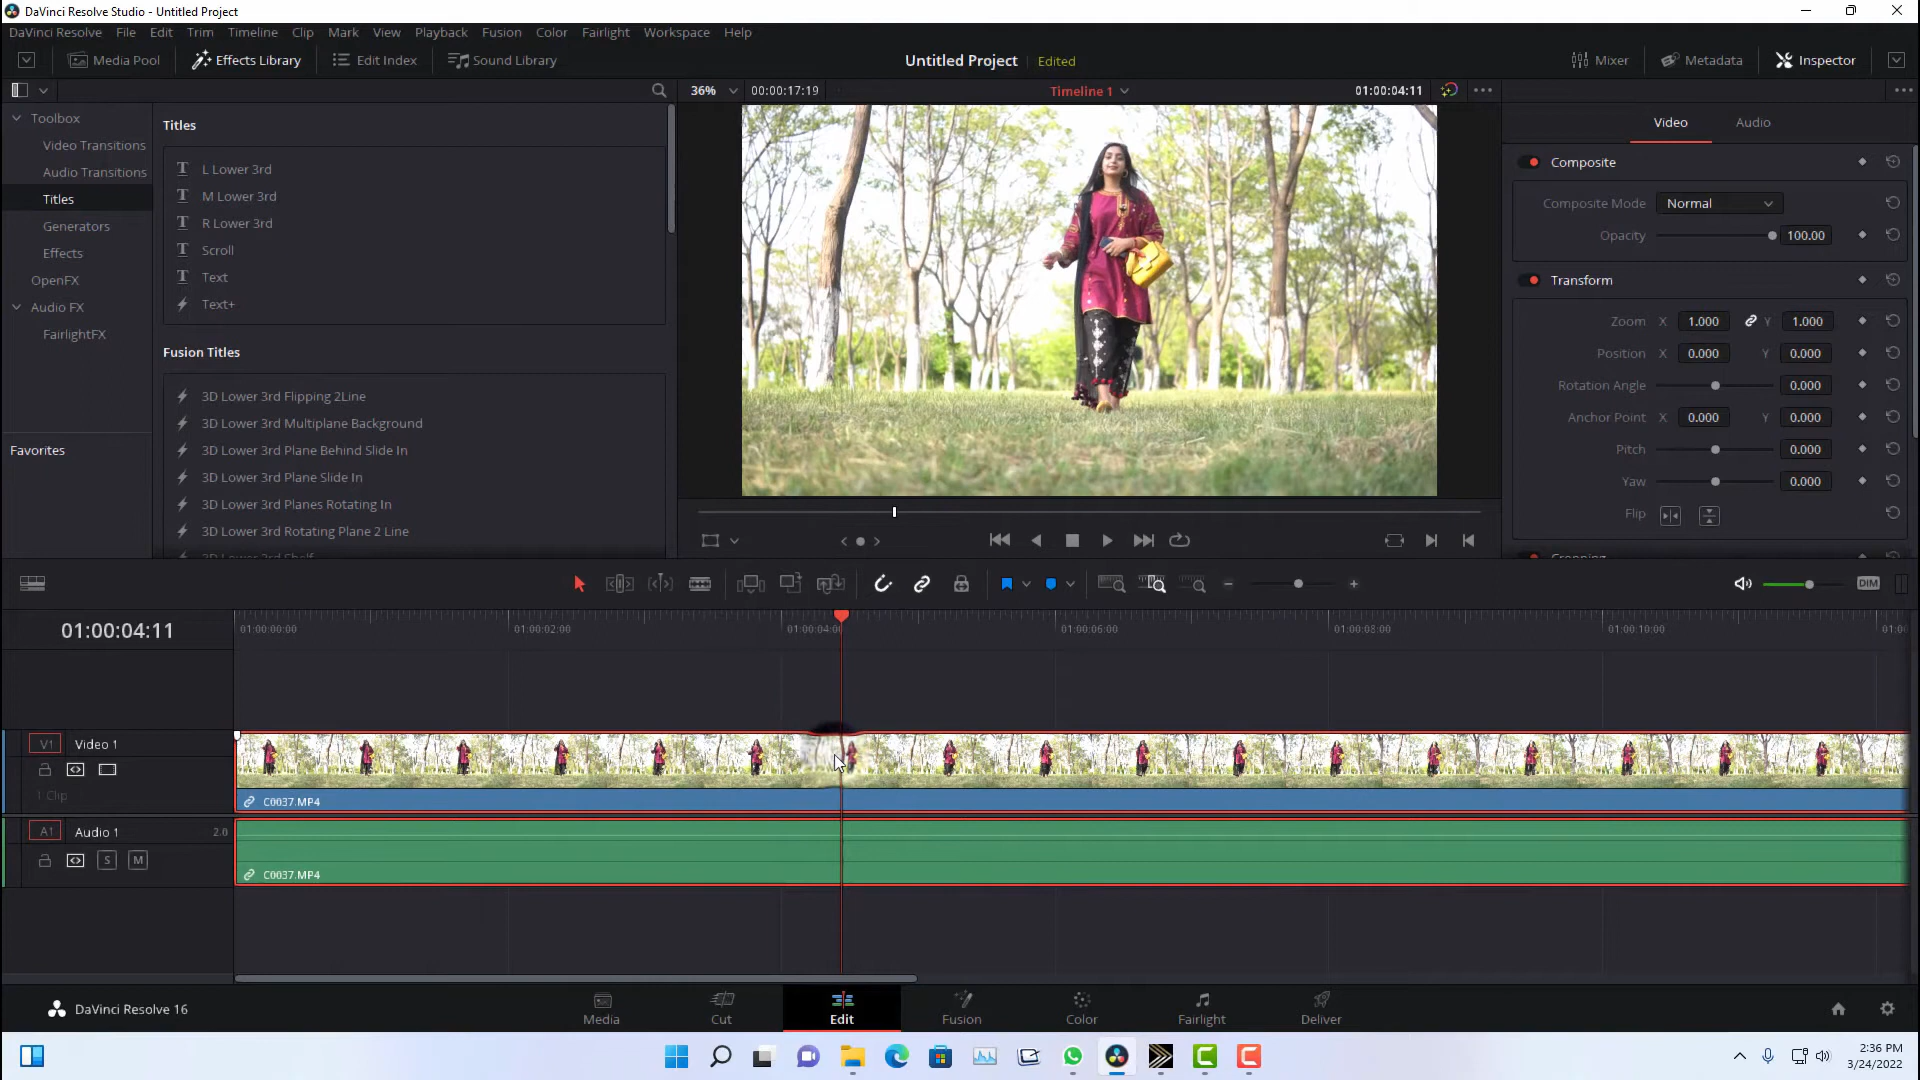 DaVinci Resolve Studio - Untitled Project
DaVinci Resolve File Edit Trim Timeline Clip Mark View Playback Fusion Color Fairlight Workspace Help
Media Pool Effects Library Edit Index Sound Library Untitled Project Edited Mixer Metadata Inspector
36% 00:00:17:19 Timeline 1 01:00:04:11
Toolbox
Video Transitions
Audio Transitions
Titles
Generators
Effects
OpenFX
Audio FX
FairlightFX
Favorites
Titles
L Lower 3rd
M Lower 3rd
R Lower 3rd
Scroll
Text
Text+
Fusion Titles
3D Lower 3rd Flipping 2Line
3D Lower 3rd Multiplane Background
3D Lower 3rd Plane Behind Slide In
3D Lower 3rd Plane Slide In
3D Lower 3rd Planes Rotating In
3D Lower 3rd Rotating Plane 2 Line
Video Audio
Composite
Composite Mode Normal
Opacity 100.00
Transform
Zoom X 1.000 Y 1.000
Position X 0.000 Y 0.000
Rotation Angle 0.000
Anchor Point X 0.000 Y 0.000
Pitch 0.000
Yaw 0.000
Flip
DIM
01:00:04:11
01:00:00:00 01:00:02:00 01:00:04:00 01:00:06:00 01:00:08:00 01:00:10:00
V1 Video 1
1 Clip
C0037.MP4
A1 Audio 1 2.0
S M
C0037.MP4
DaVinci Resolve 16
Media Cut Edit Fusion Color Fairlight Deliver
2:36 PM
3/24/2022